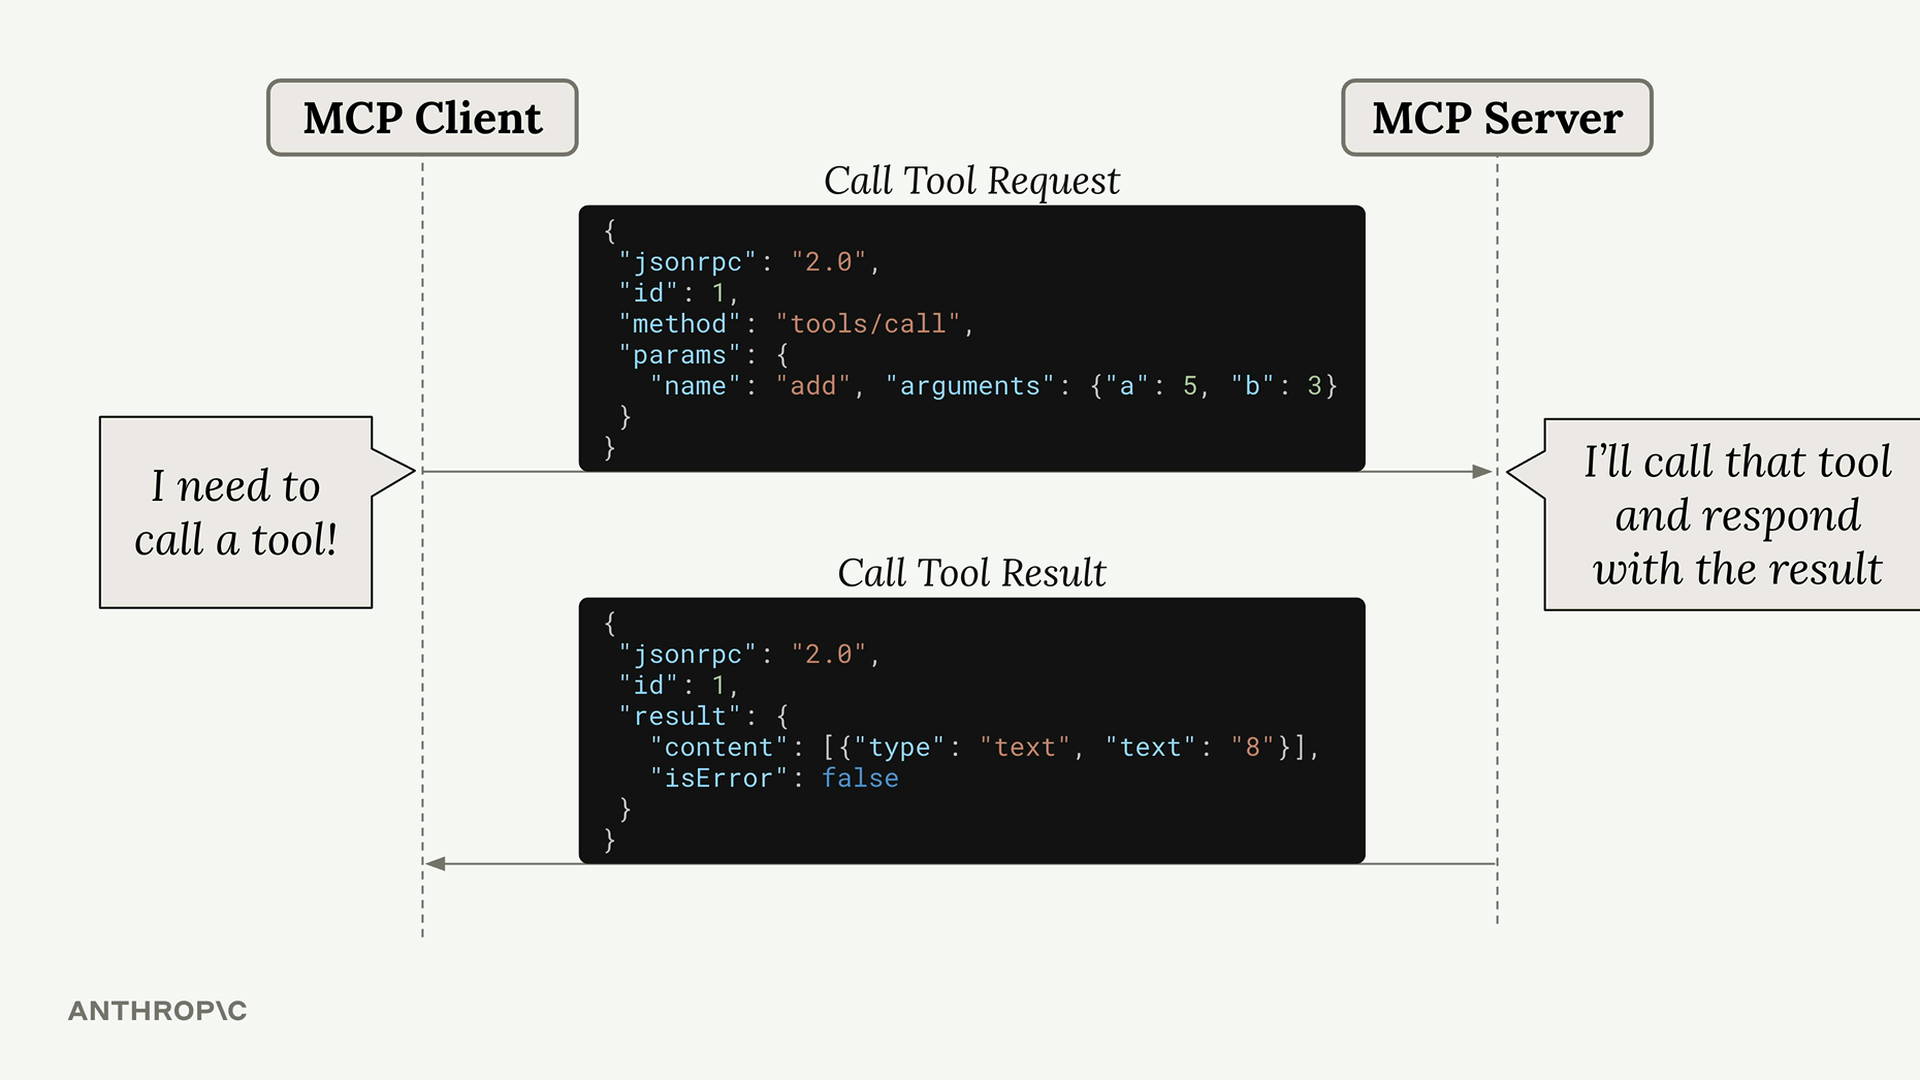 MCP Client
MCP Server
Call Tool Request
{
 "jsonrpc": "2.0",
 "id": 1,
 "method": "tools/call",
 "params": {
   "name": "add", "arguments": {"a": 5, "b": 3}
 }
}
I need to
call a tool!
I’ll call that tool
and respond
with the result
Call Tool Result
{
 "jsonrpc": "2.0",
 "id": 1,
 "result": {
   "content": [{"type": "text", "text": "8"}],
   "isError": false
 }
}
ANTHROP\C